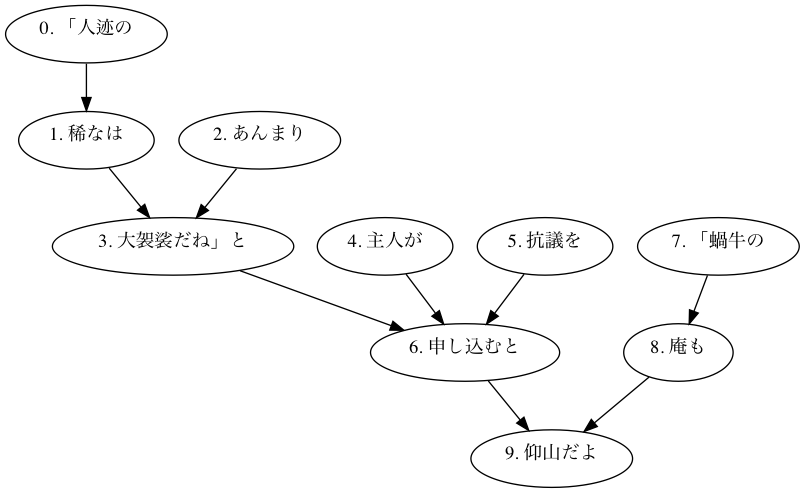 0. 「人迹の
1. 稀なは
2. あんまり
3. 大袈裟だね」と
4. 主人が
5. 抗議を
7. 「蝸牛の
6. 申し込むと
8. 庵も
9. 仰山だよ